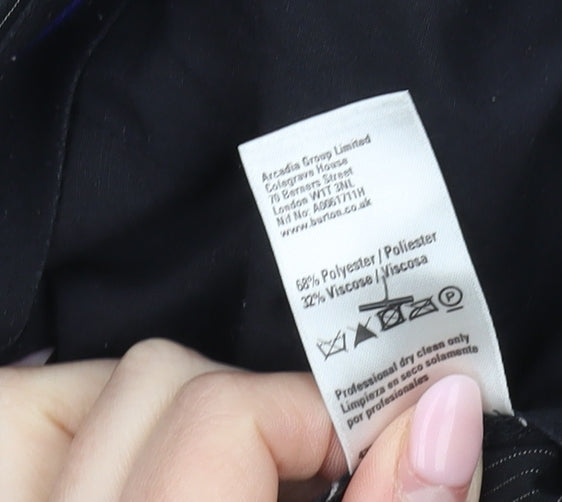 Arcadia Group Limited
Colegrave House
70 Berners Street
London W1T 3NL
Nd No: A0061711H
www.burton.co.uk
68% Polyester / Poliester
32% Viscose / Viscosa
P
Professional dry clean only
Limpieza en seco solamente
por profesionales